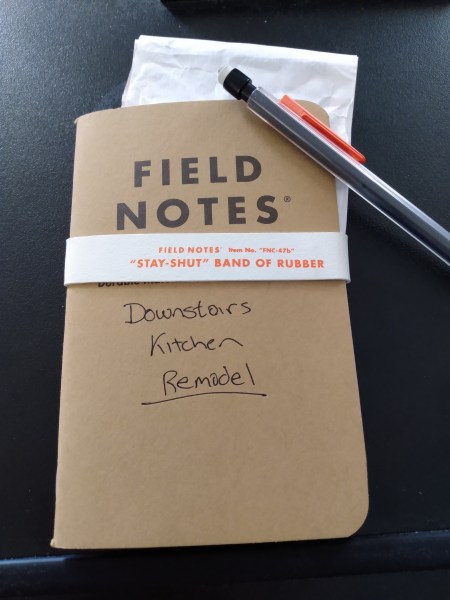 FIELD
NOTES®
FIELD NOTES® Item No. "FNC-47b"
"STAY-SHUT" BAND OF RUBBER
Downstairs
Kitchen
Remodel